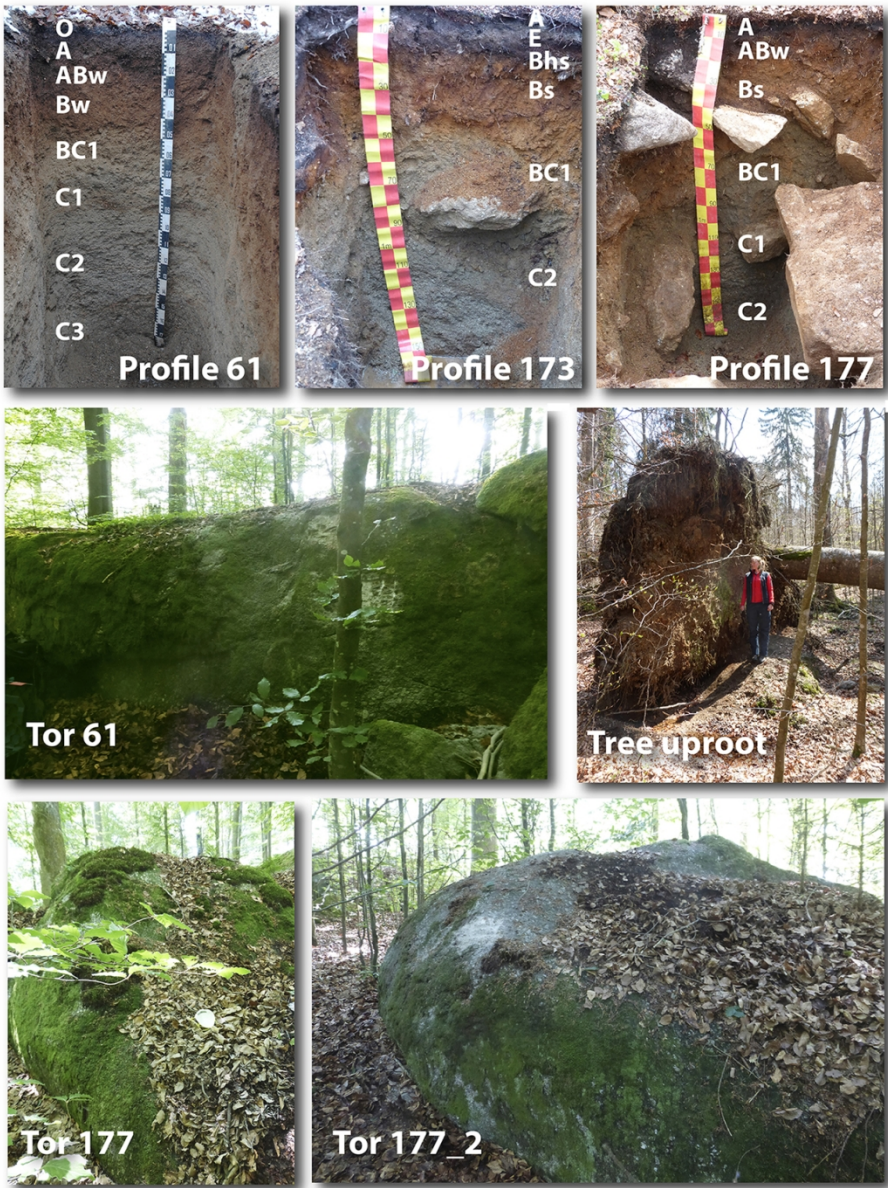 O
A
ABw
Bw
BC1
C1
C2
C3
Profile 61
A
E
Bhs
Bs
BC1
C2
Profile 173
A
ABw
Bs
BC1
C1
C2
Profile 177
Tor 61
Tree uproot
Tor 177
Tor 177_2